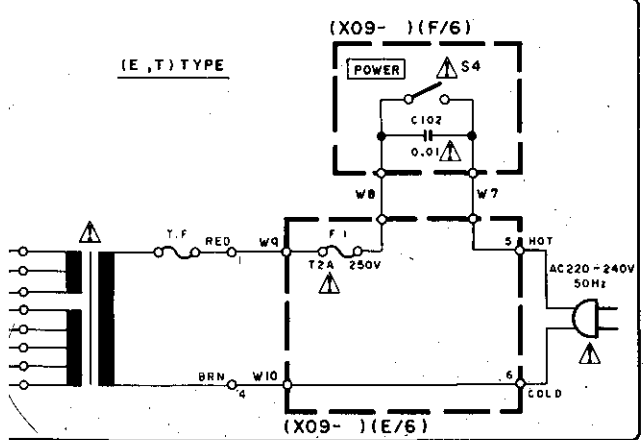 (X09- )(F/6)
(E,T) TYPE
POWER
S4
C102
0.01
W8
W7
T.F
RED
1
W9
F1
T2A 250V
5
HOT
AC220-240V
50Hz
BRN
4
W10
6
COLD
(X09- )(E/6)